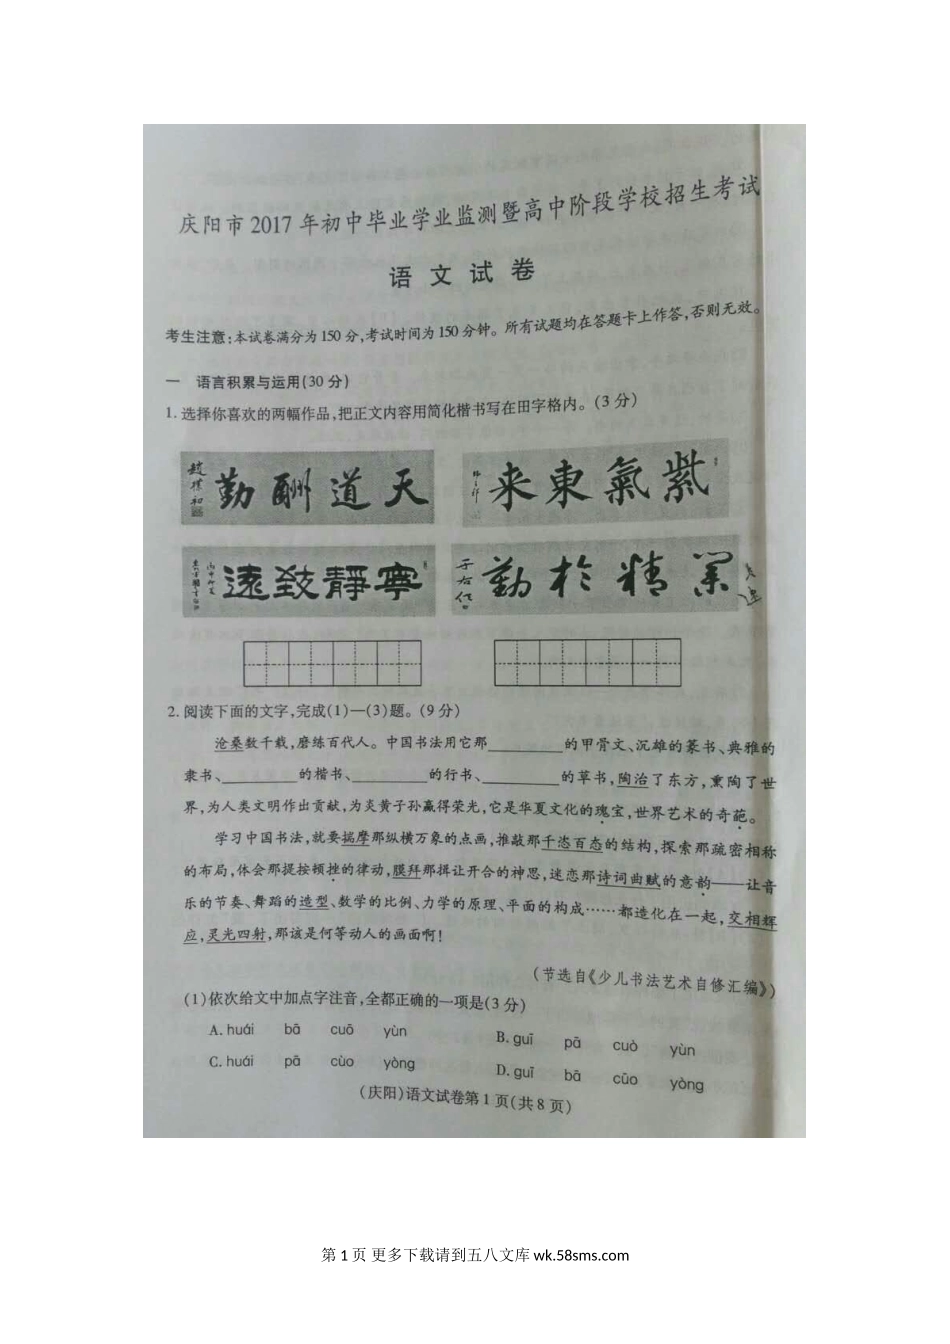 庆阳市2017年初中毕业学业监测暨高中阶段学校招生考试
语文试卷
考生注意:本试卷满分为150分,考试时间为150分钟。所有试题均在答题卡上作答,否则无效。
一 语言积累与运用(30分)
1.选择你喜欢的两幅作品,把正文内容用简化楷书写在田字格内。(3分)
趙樸初 勤酬道天
来東氣紫
遠致靜寧
于右任 勤於精業
2.阅读下面的文字,完成(1)—(3)题。(9分)
沧桑数千载,磨练百代人。中国书法用它那________的甲骨文、沉雄的篆书、典雅的
隶书、________的楷书、________的行书、________的草书,陶冶了东方,熏陶了世
界,为人类文明作出贡献,为炎黄子孙赢得荣光,它是华夏文化的瑰宝,世界艺术的奇葩。
学习中国书法,就要揣摩那纵横万象的点画,推敲那千恣百态的结构,探索那疏密相称
的布局,体会那提按顿挫的律动,膜拜那揖让开合的神思,迷恋那诗词曲赋的意韵——让音
乐的节奏、舞蹈的造型、数学的比例、力学的原理、平面的构成……都造化在一起,交相辉
应,灵光四射,那该是何等动人的画面啊!
(节选自《少儿书法艺术自修汇编》)
(1)依次给文中加点字注音,全都正确的一项是(3分)
A. huái bā cuō yùn
B. guī pā cuò yùn
C. huái pā cùo yòng
D. guī bā cūo yòng
(庆阳)语文试卷第1页(共8页)
第 1 页 更多下载请到五八文库 wk.58sms.com